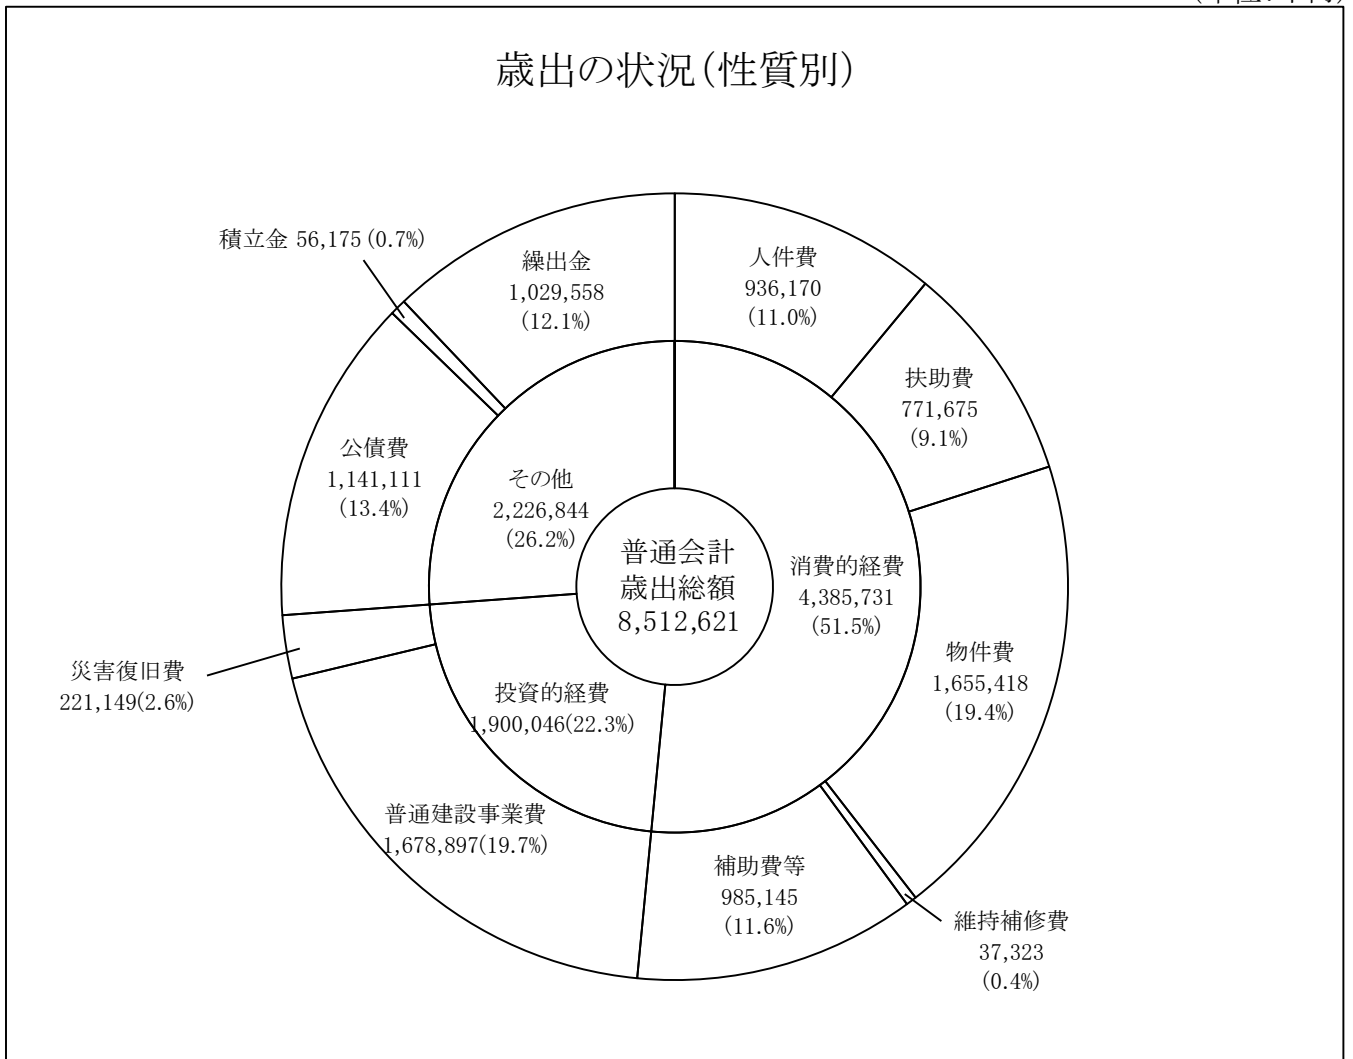 歳出の状況(性質別)
積立金 56,175 (0.7%)
繰出金
1,029,558
(12.1%)
人件費
936,170
(11.0%)
扶助費
771,675
(9.1%)
公債費
1,141,111
(13.4%)
その他
2,226,844
(26.2%)
普通会計
歳出総額
8,512,621
消費的経費
4,385,731
(51.5%)
物件費
1,655,418
(19.4%)
災害復旧費
221,149(2.6%)
投資的経費
1,900,046(22.3%)
普通建設事業費
1,678,897(19.7%)
補助費等
985,145
(11.6%)
維持補修費
37,323
(0.4%)